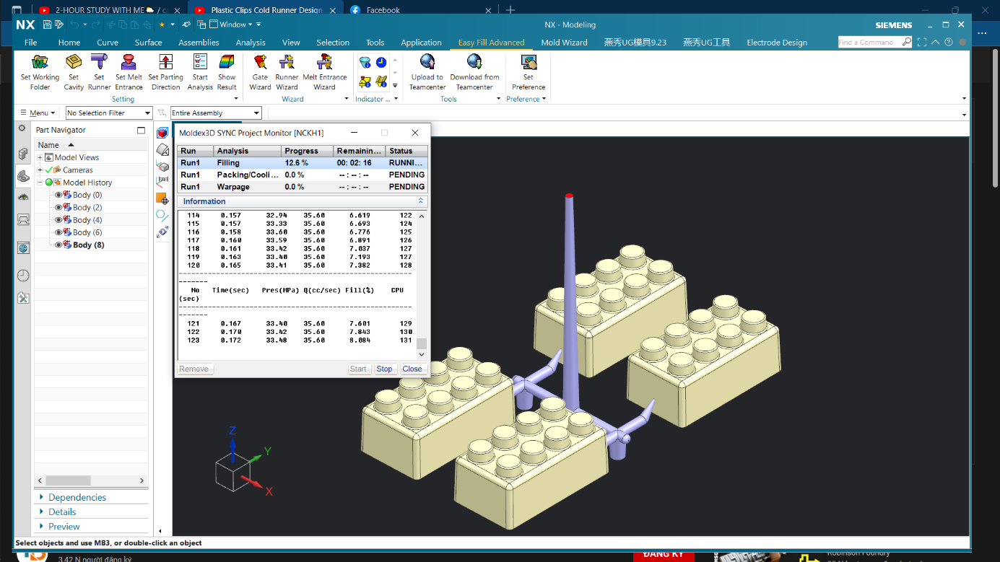 2-HOUR STUDY WITH ME
Plastic Clips Cold Runner Design
Facebook
NX
Window
NX - Modeling
SIEMENS
File Home Curve Surface Assemblies Analysis View Selection Tools Application Easy Fill Advanced Mold Wizard 燕秀UG模具9.23 燕秀UG工具 Electrode Design
Find a Command
Set Working Folder
Set Cavity
Set Runner
Set Melt Entrance
Set Parting Direction
Start Analysis
Show Result
Gate Wizard
Runner Wizard
Melt Entrance Wizard
Upload to Teamcenter
Download from Teamcenter
Set Preference
Setting Wizard Indicator ... Tools Preference
Menu No Selection Filter Entire Assembly
Part Navigator
Name
Model Views
Cameras
Model History
Body (0)
Body (2)
Body (4)
Body (6)
Body (8)
Dependencies
Details
Preview
Moldex3D SYNC Project Monitor [NCKH1]
Run Analysis Progress Remainin... Status
Run1 Filling 12.6 % 00: 02: 16 RUNNI...
Run1 Packing/Cooli... 0.0 % -- : -- : -- PENDING
Run1 Warpage 0.0 % -- : -- : -- PENDING
Information
114 0.157 32.94 35.60 6.619 122
115 0.157 33.33 35.60 6.693 124
116 0.158 33.60 35.60 6.776 125
117 0.160 33.59 35.60 6.891 126
118 0.161 33.42 35.60 7.037 127
119 0.163 33.40 35.60 7.193 127
120 0.165 33.41 35.60 7.382 128
No Time(sec) Pres(MPa) Q(cc/sec) Fill(%) CPU
(sec)
121 0.167 33.40 35.60 7.601 129
122 0.170 33.42 35.60 7.843 130
123 0.172 33.48 35.60 8.084 131
Remove Start Stop Close
Z
Y
X
Select objects and use MB3, or double-click an object
3,42 N người đăng ký
ĐĂNG KÝ
Robinson Foundry